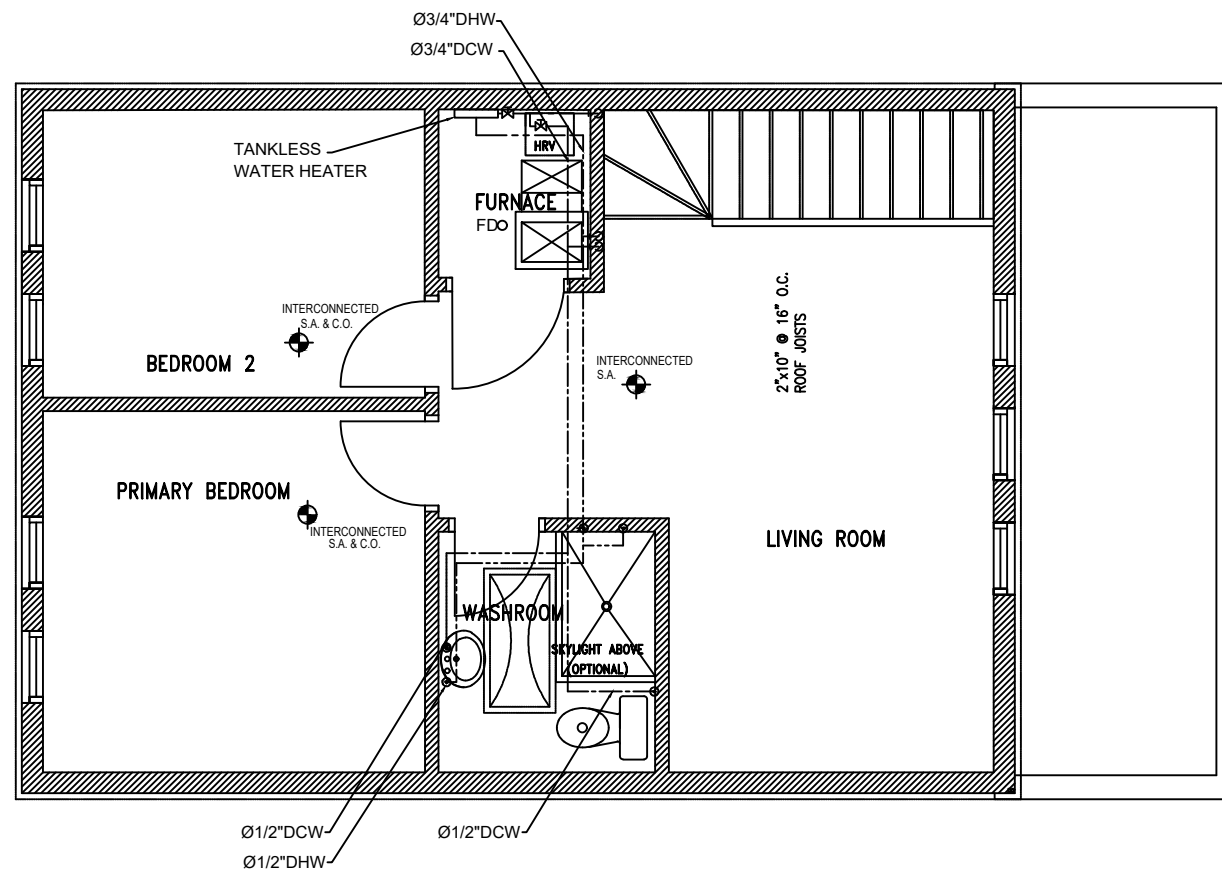 Ø3/4"DHW
Ø3/4"DCW
TANKLESS
WATER HEATER
HRV
FURNACE
FD
INTERCONNECTED
S.A. & C.O.
BEDROOM 2
INTERCONNECTED
S.A.
2"x10" @ 16" O.C.
ROOF JOISTS
PRIMARY BEDROOM
INTERCONNECTED
S.A. & C.O.
LIVING ROOM
WASHROOM
SKYLIGHT ABOVE
(OPTIONAL)
Ø1/2"DCW
Ø1/2"DHW
Ø1/2"DCW